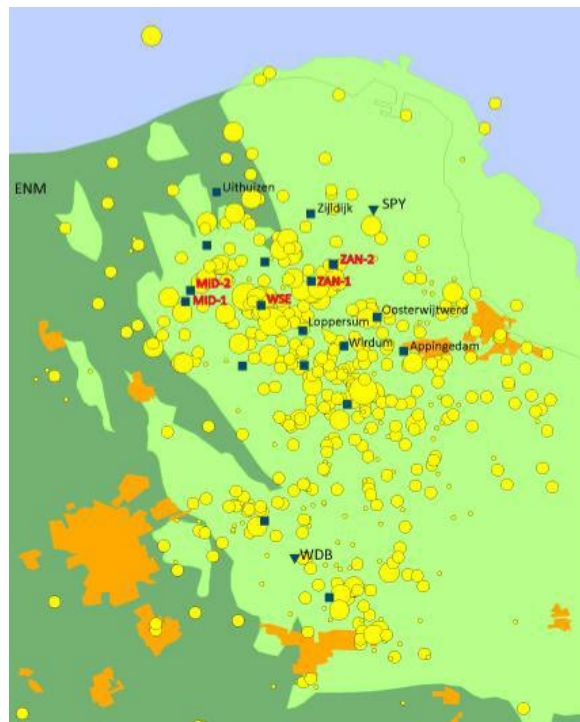 ENM
Uithuizen
Zijldijk
SPY
ZAN-2
MID-2
ZAN-1
MID-1
WSE
Oosterwijtwerd
Loppersum
Wirdum
Appingedam
WDB